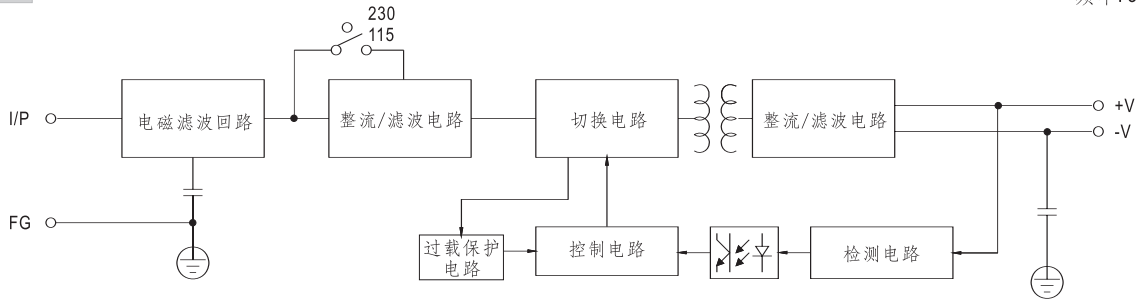 230
115
I/P
电磁滤波回路
整流/滤波电路
切换电路
整流/滤波电路
+V
-V
FG
过载保护
电路
控制电路
检测电路